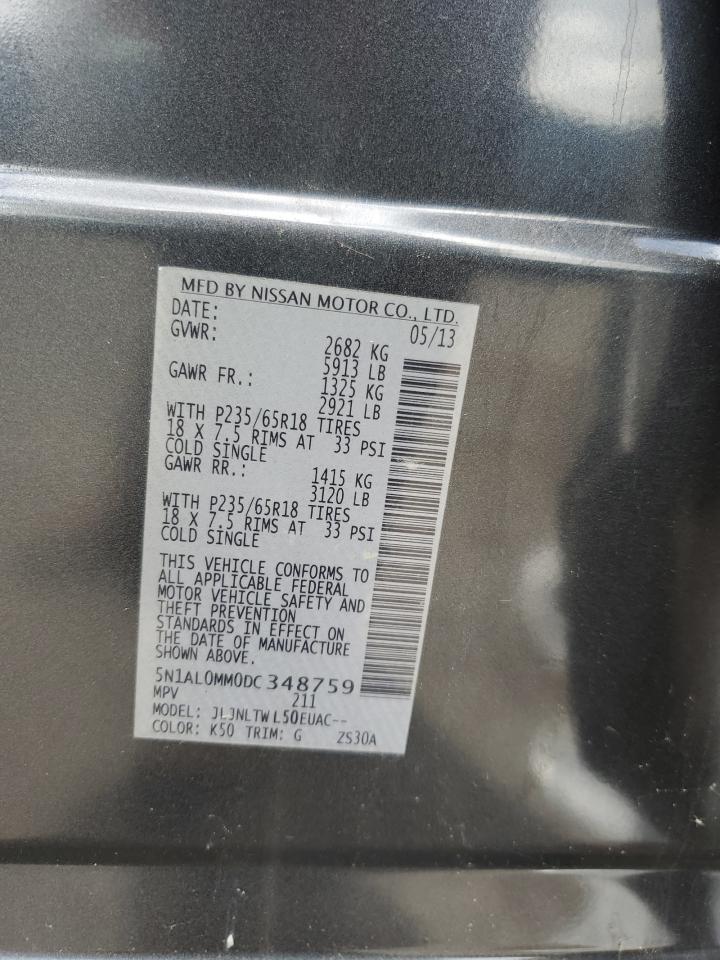 MFD BY NISSAN MOTOR CO., LTD.
DATE: 05/13
GVWR: 2682 KG
5913 LB
GAWR FR.: 1325 KG
2921 LB
WITH P235/65R18 TIRES
18 X 7.5 RIMS AT 33 PSI
COLD SINGLE
GAWR RR.: 1415 KG
3120 LB
WITH P235/65R18 TIRES
18 X 7.5 RIMS AT 33 PSI
COLD SINGLE
THIS VEHICLE CONFORMS TO
ALL APPLICABLE FEDERAL
MOTOR VEHICLE SAFETY AND
THEFT PREVENTION
STANDARDS IN EFFECT ON
THE DATE OF MANUFACTURE
SHOWN ABOVE.
5N1AL0MM0DC348759
MPV 211
MODEL: JL3NLTWL50EUAC--
COLOR: K50 TRIM: G ZS30A